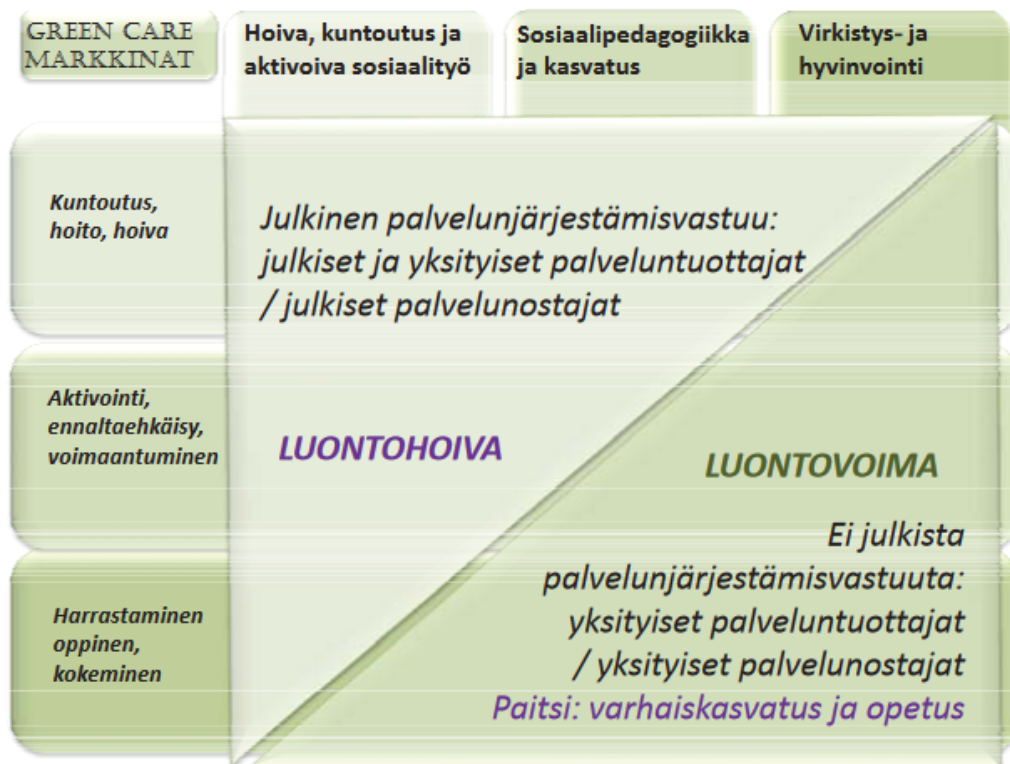 GREEN CARE
MARKKINAT
Hoiva, kuntoutus ja
aktivoiva sosiaalityö
Sosiaalipedagogiikka
ja kasvatus
Virkistys- ja
hyvinvointi
Kuntoutus,
hoito, hoiva
Julkinen palvelunjärjestämisvastuu:
julkiset ja yksityiset palveluntuottajat
/ julkiset palvelunostajat
Aktivointi,
ennaltaehkäisy,
voimaantuminen
LUONTOHOIVA
LUONTOVOIMA
Ei julkista
palvelunjärjestämisvastuuta:
yksityiset palveluntuottajat
/ yksityiset palvelunostajat
Paitsi: varhaiskasvatus ja opetus
Harrastaminen
oppinen,
kokeminen